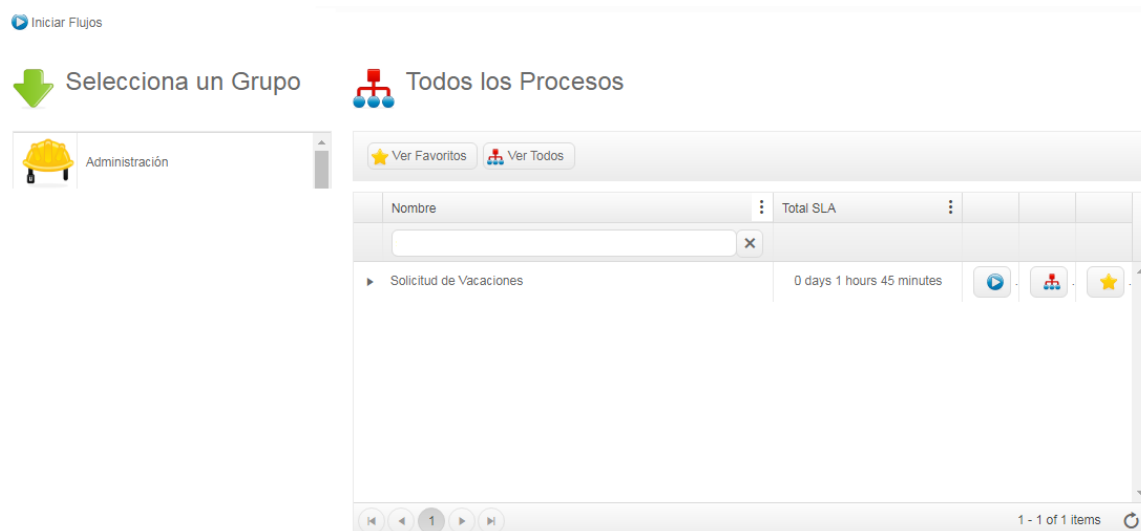 Iniciar Flujos
Selecciona un Grupo
Todos los Procesos
Administración
Ver Favoritos
Ver Todos
Nombre
Total SLA
Solicitud de Vacaciones
0 days 1 hours 45 minutes
1
1 - 1 of 1 items